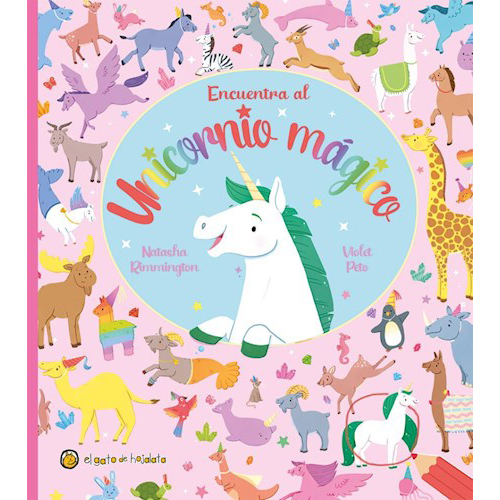 Encuentra al
Unicornio mágico
Natasha
Rimmington
Violet
Peto
el gato de hojalata